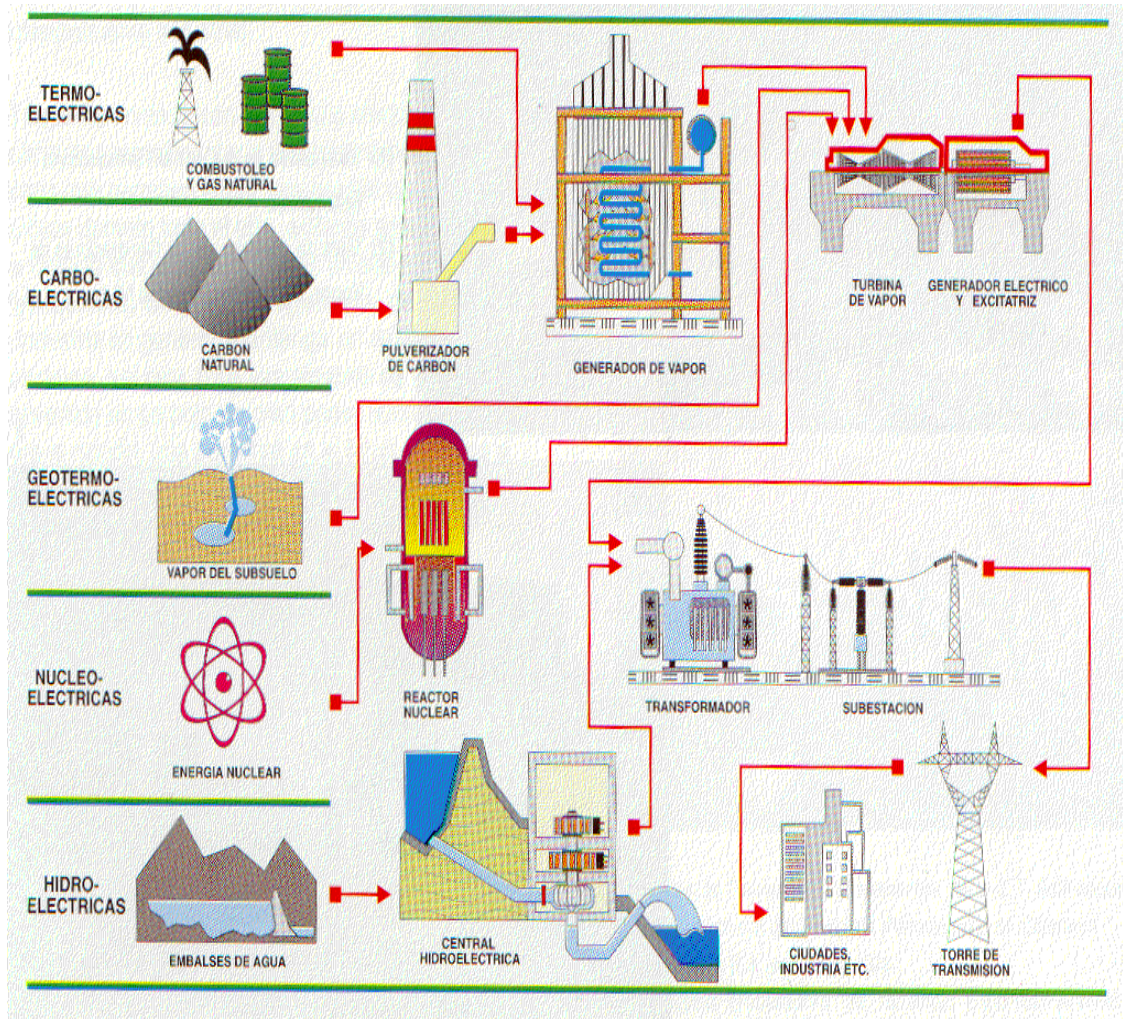 TERMO-
ELECTRICAS
COMBUSTOLEO
Y GAS NATURAL
CARBO-
ELECTRICAS
CARBON
NATURAL
PULVERIZADOR
DE CARBON
GENERADOR DE VAPOR
TURBINA
DE VAPOR
GENERADOR ELECTRICO
Y EXCITATRIZ
GEOTERMO-
ELECTRICAS
VAPOR DEL SUBSUELO
NUCLEO-
ELECTRICAS
ENERGIA NUCLEAR
REACTOR
NUCLEAR
TRANSFORMADOR
SUBESTACION
HIDRO-
ELECTRICAS
EMBALSES DE AGUA
CENTRAL
HIDROELECTRICA
CIUDADES,
INDUSTRIA ETC.
TORRE DE
TRANSMISION